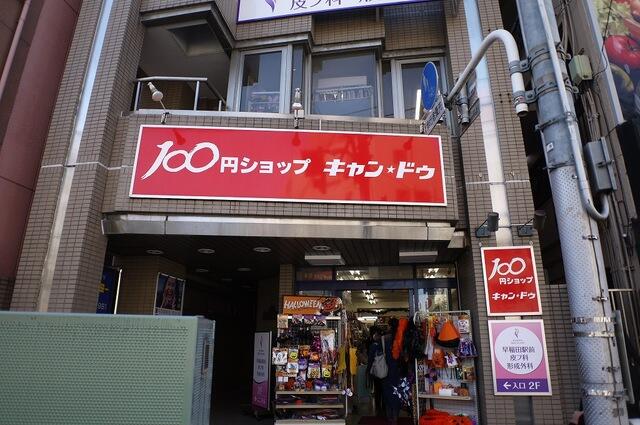 皮フ科
100円ショップ キャン★ドゥ
100
円ショップ
キャン・ドゥ
早稲田駅前
皮フ科
形成外科
←入口 2F
HALLOWEEN